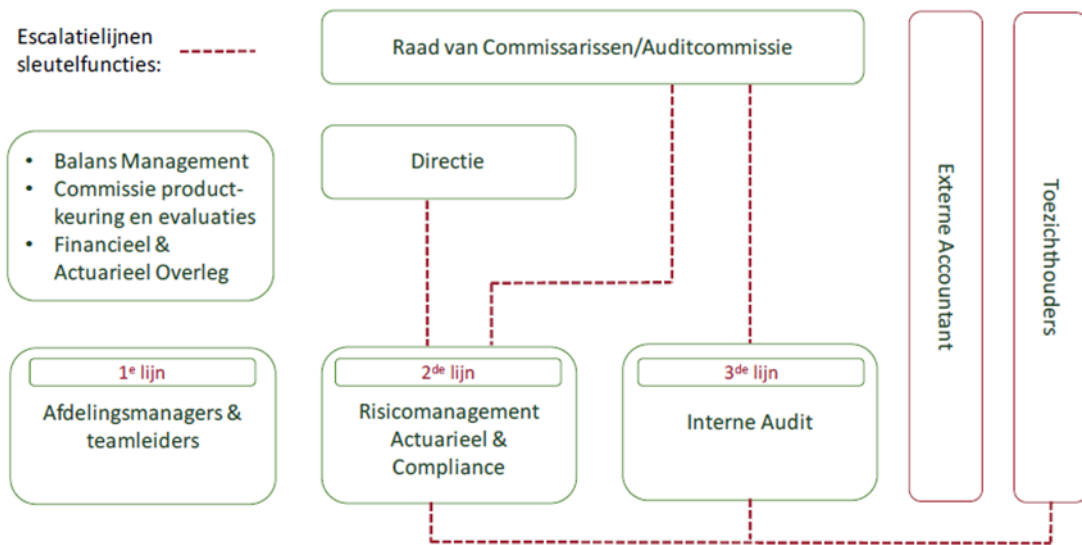 Escalatielijnen
sleutelfuncties:
Raad van Commissarissen/Auditcommissie
• Balans Management
• Commissie product-
keuring en evaluaties
• Financieel &
Actuarieel Overleg
Directie
1e lijn
Afdelingsmanagers &
teamleiders
2de lijn
Risicomanagement
Actuarieel &
Compliance
3de lijn
Interne Audit
Externe Accountant
Toezichthouders